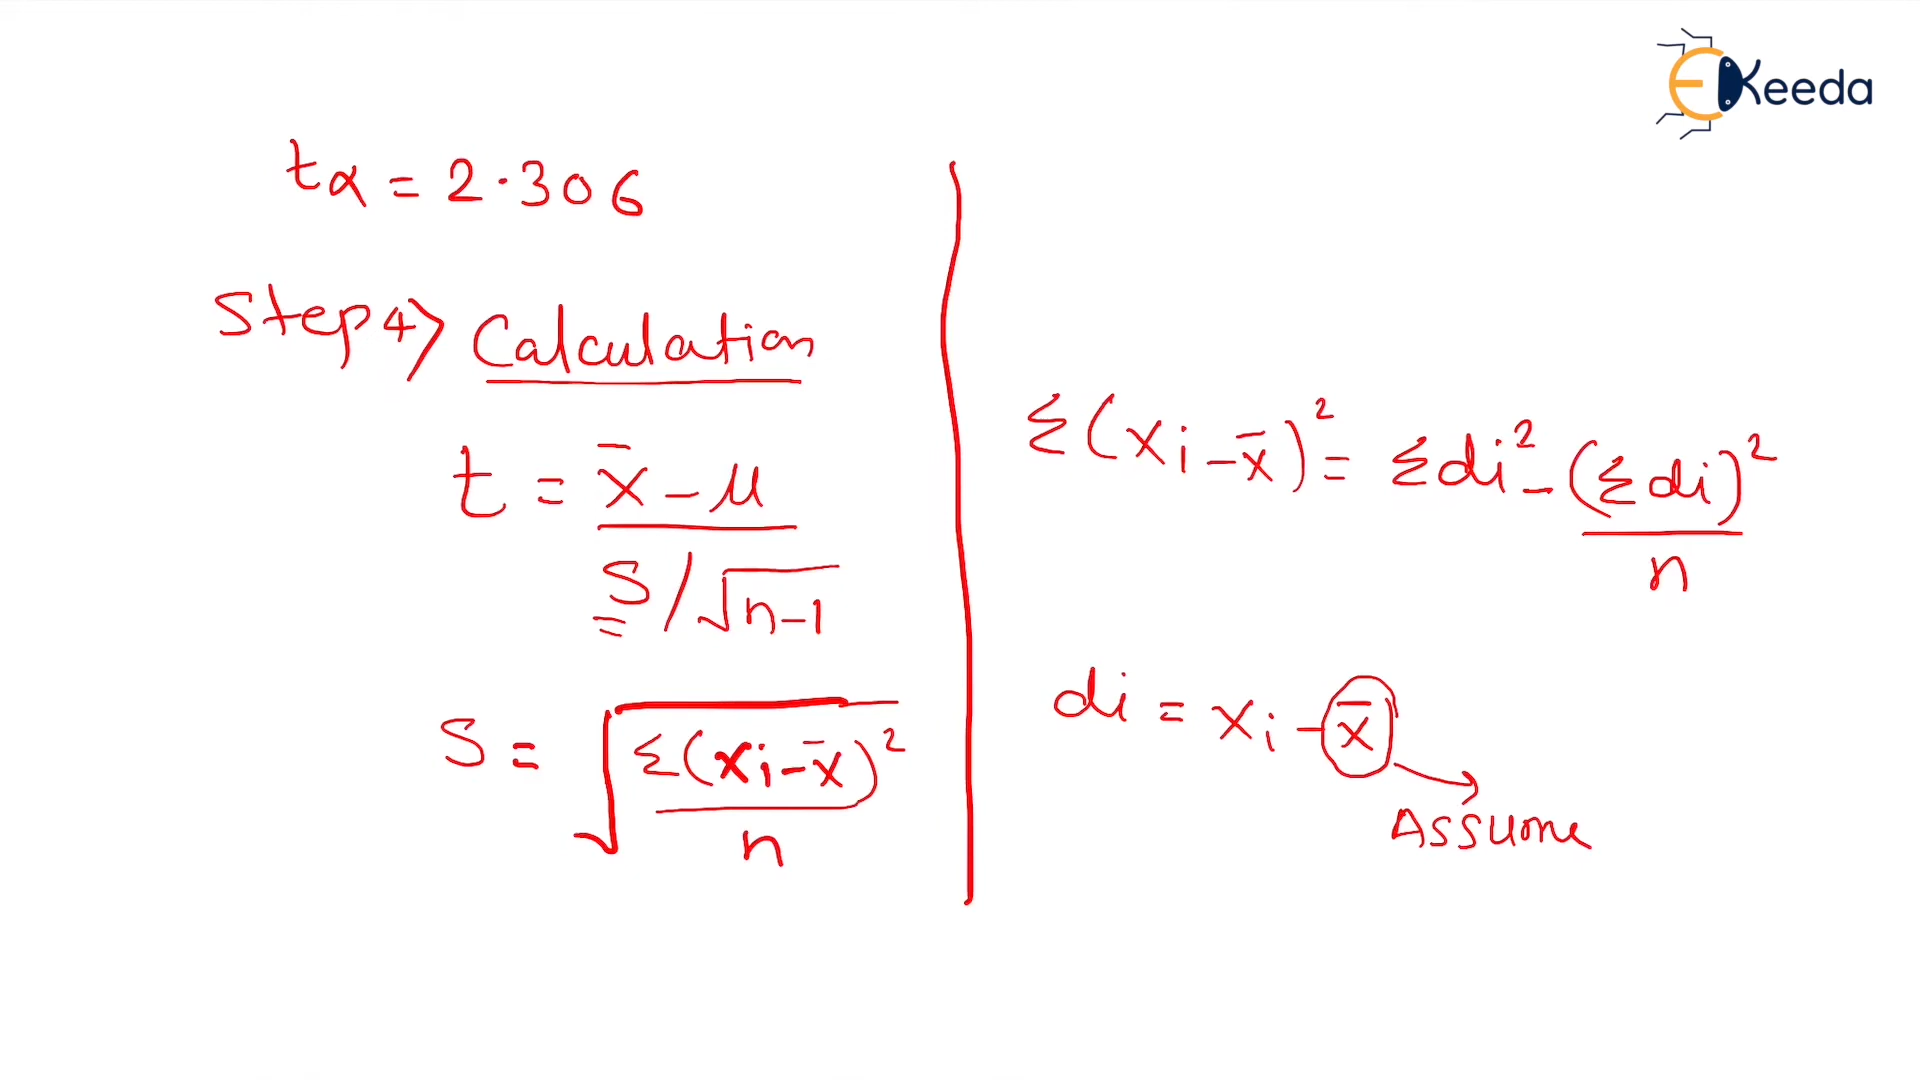 EKeeda
tα = 2.306
Step 4> Calculation
t = x̄ - μ
S / √n-1
S = √Σ(xi - x̄)²
n
Σ(xi - x̄)² = Σdi² - (Σdi)²
n
di = xi - x̄
Assume